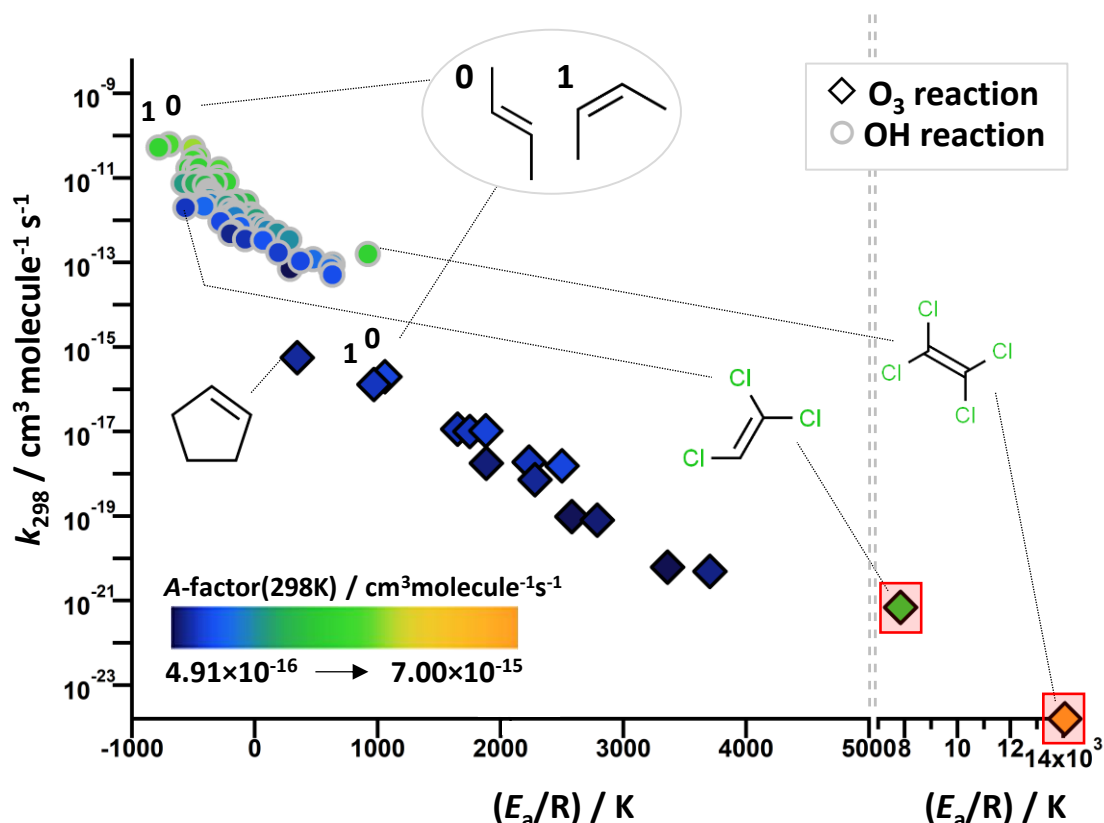 k₂₉₈ / cm³ molecule⁻¹ s⁻¹
10⁻⁹
10⁻¹¹
10⁻¹³
10⁻¹⁵
10⁻¹⁷
10⁻¹⁹
10⁻²¹
10⁻²³
1 0
0
1
O₃ reaction
OH reaction
1 0
Cl
Cl
Cl
Cl
Cl
Cl
Cl
A-factor(298K) / cm³molecule⁻¹s⁻¹
4.91×10⁻¹⁶
7.00×10⁻¹⁵
-1000
0
1000
2000
3000
4000
5000
8
10
12
14x10³
(Eₐ/R) / K
(Eₐ/R) / K